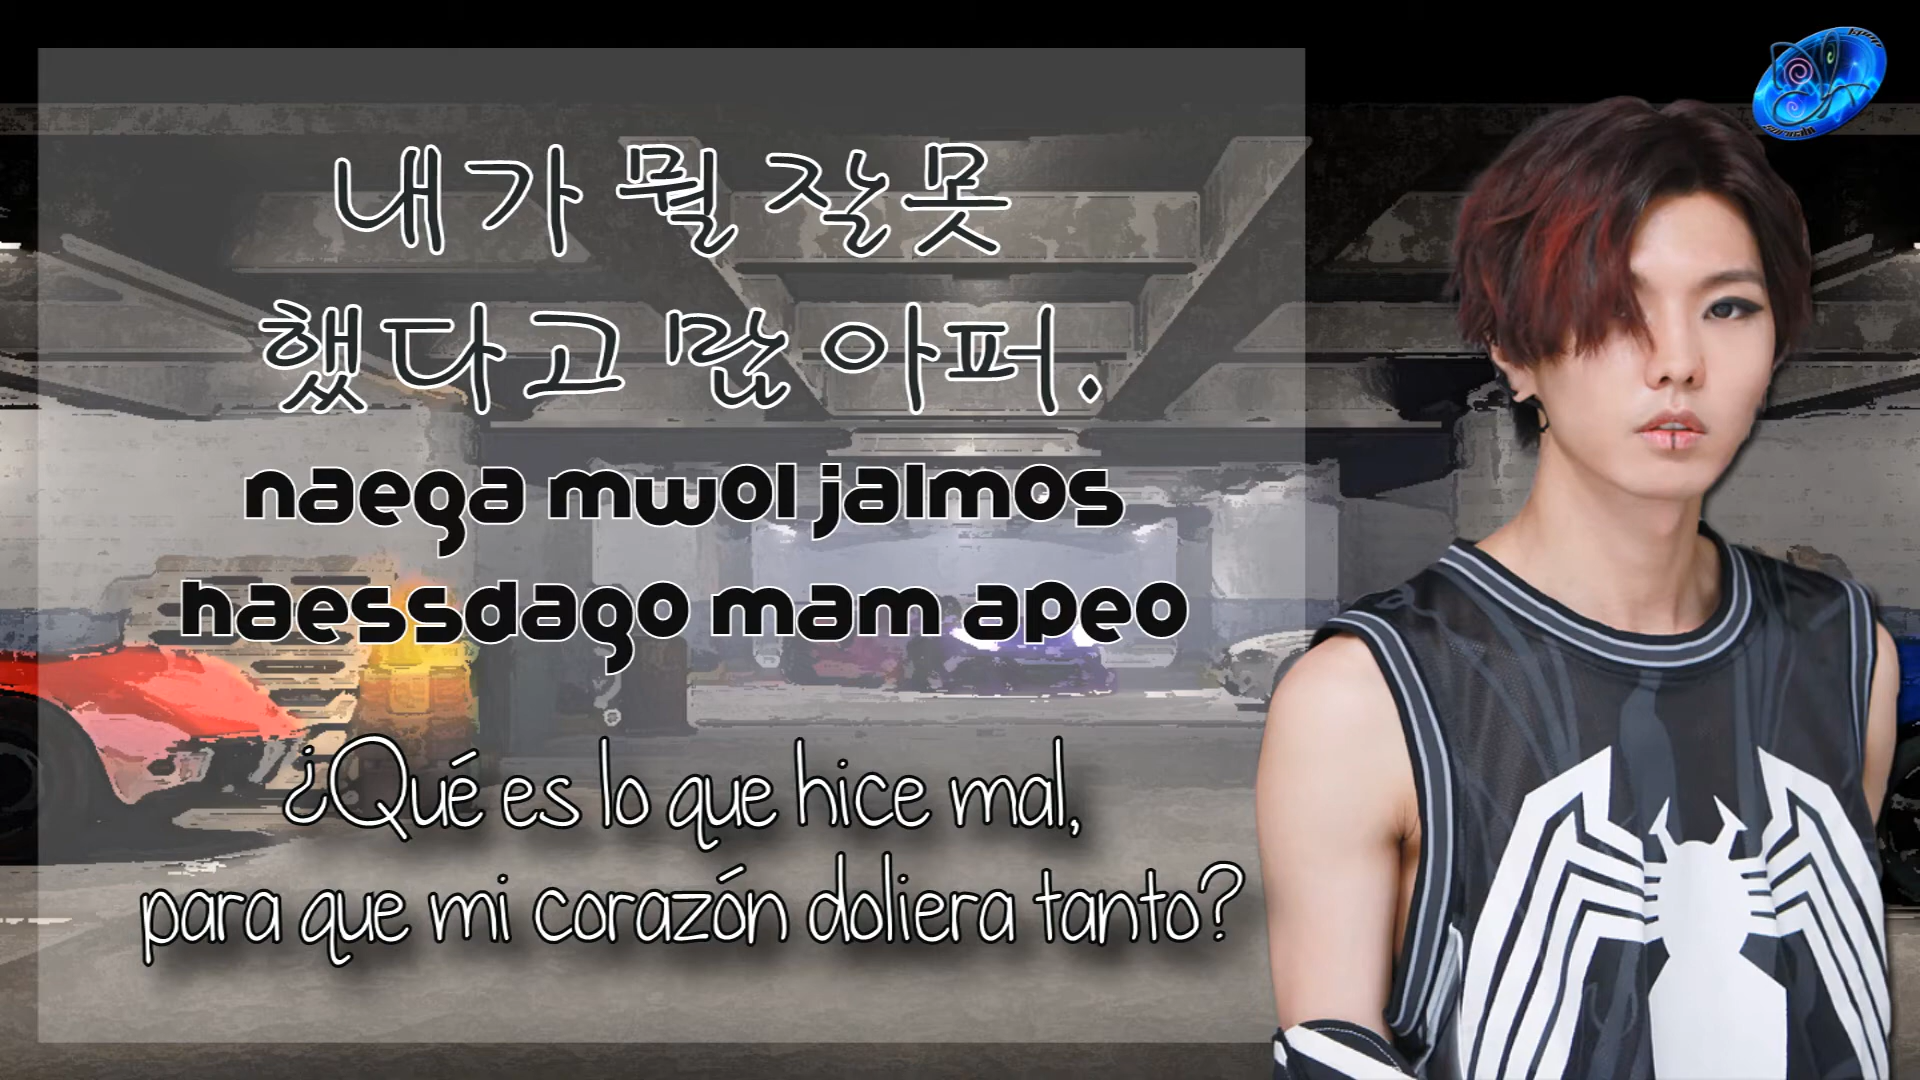 내가 뭘 잘못
했다고 맘 아퍼.
naega mwol jalmos
haessdago mam apeo
¿Qué es lo que hice mal,
para que mi corazón doliera tanto?